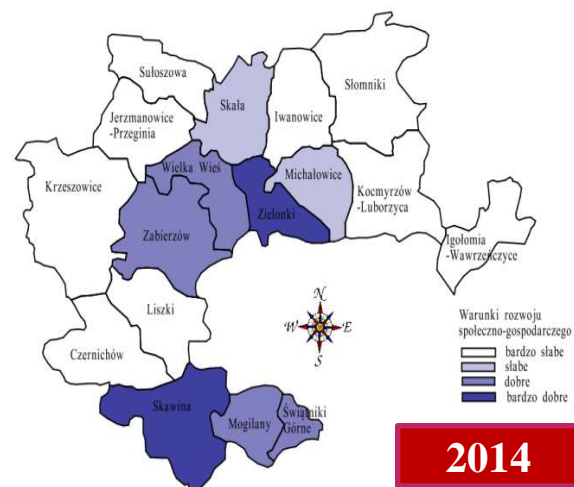 Sułoszowa
Słomniki
Skała
Jerzmanowice
-Przeginia
Iwanowice
Wielka Wieś
Michałowice
Krzeszowice
Kocmyrzów
-Luborzyca
Zielonki
Zabierzów
Igołomia
-Wawrzeńczyce
Liszki
N
W E
S
Czernichów
Skawina
Mogilany
Świątniki
Górne
Warunki rozwoju
społeczno-gospodarczego
bardzo słabe
słabe
dobre
bardzo dobre
2014